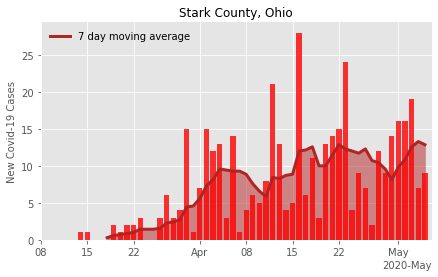 Stark County, Ohio
7 day moving average
New Covid-19 Cases
25
20
15
10
5
0
08 15 22 Apr 08 15 22 May
2020-May